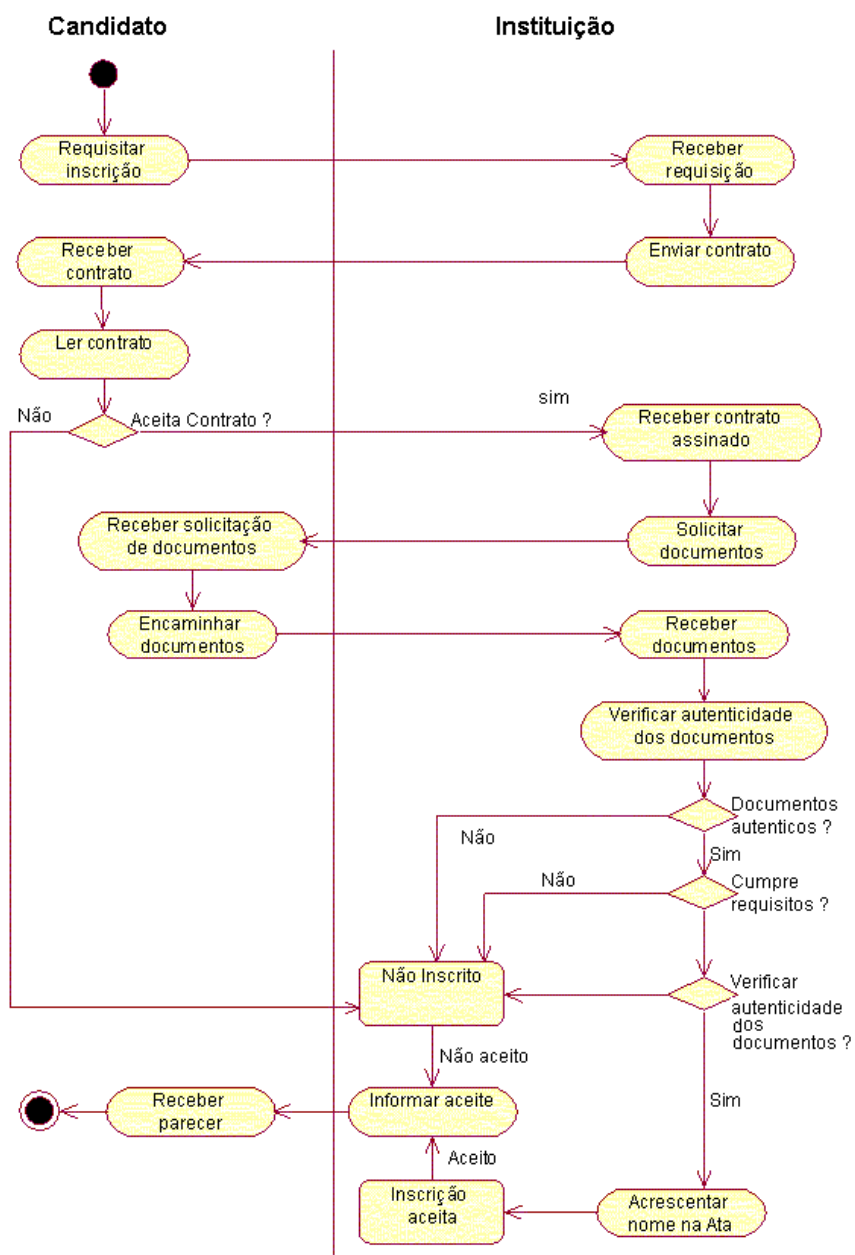 Candidato
Instituição
Requisitar
inscrição
Receber
requisição
Receber
contrato
Enviar contrato
Ler contrato
Não
Aceita Contrato ?
sim
Receber contrato
assinado
Receber solicitação
de documentos
Solicitar
documentos
Encaminhar
documentos
Receber
documentos
Verificar autenticidade
dos documentos
Documentos
autenticos ?
Não
Sim
Não
Cumpre
requisitos ?
Não Inscrito
Verificar
autenticidade
dos
documentos ?
Não aceito
Receber
parecer
Informar aceite
Sim
Aceito
Inscrição
aceita
Acrescentar
nome na Ata